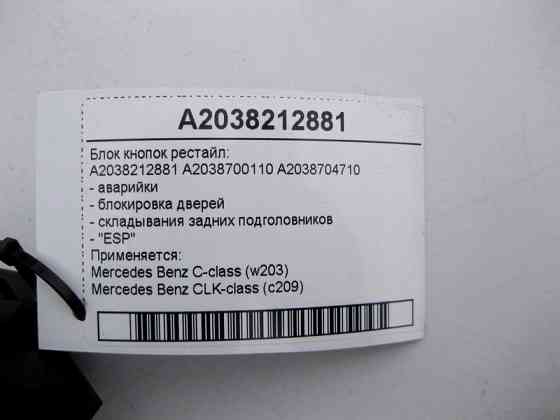 A2038212881
Блок кнопок рестайл:
A2038212881 A2038700110 A2038704710
- аварийки
- блокировка дверей
- складывания задних подголовников
- "ESP"
Применяется:
Mercedes Benz C-class (w203)
Mercedes Benz CLK-class (c209)